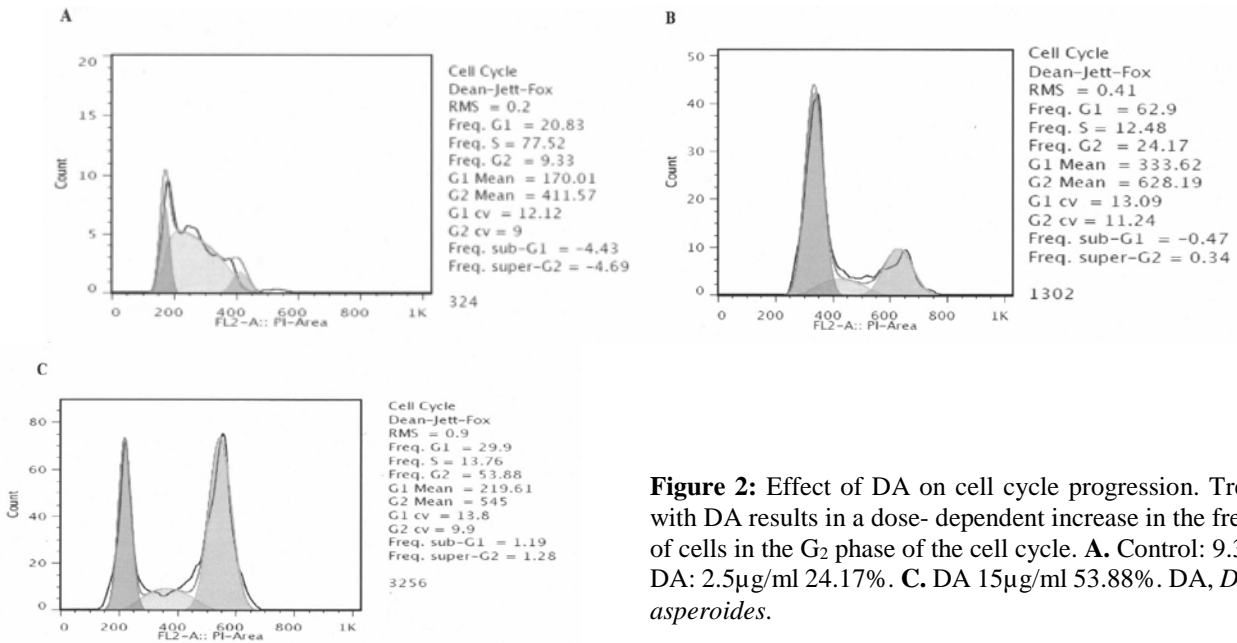 A
20
15
10
5
0
Count
0 200 400 600 800 1K
FL2-A:: PI-Area
Cell Cycle
Dean-Jett-Fox
RMS = 0.2
Freq. G1 = 20.83
Freq. S = 77.52
Freq. G2 = 9.33
G1 Mean = 170.01
G2 Mean = 411.57
G1 cv = 12.12
G2 cv = 9
Freq. sub-G1 = -4.43
Freq. super-G2 = -4.69
324
B
50
40
30
20
10
0
Count
0 200 400 600 800 1K
FL2-A:: PI-Area
Cell Cycle
Dean-Jett-Fox
RMS = 0.41
Freq. G1 = 62.9
Freq. S = 12.48
Freq. G2 = 24.17
G1 Mean = 333.62
G2 Mean = 628.19
G1 cv = 13.09
G2 cv = 11.24
Freq. sub-G1 = -0.47
Freq. super-G2 = 0.34
1302
C
80
60
40
20
0
Count
0 200 400 600 800 1K
FL2-A:: PI-Area
Cell Cycle
Dean-Jett-Fox
RMS = 0.9
Freq. G1 = 29.9
Freq. S = 13.76
Freq. G2 = 53.88
G1 Mean = 219.61
G2 Mean = 545
G1 cv = 13.8
G2 cv = 9.9
Freq. sub-G1 = 1.19
Freq. super-G2 = 1.28
3256
Figure 2: Effect of DA on cell cycle progression. Tre
with DA results in a dose- dependent increase in the fre
of cells in the G₂ phase of the cell cycle. A. Control: 9.3
DA: 2.5µg/ml 24.17%. C. DA 15µg/ml 53.88%. DA, D
asperoides.